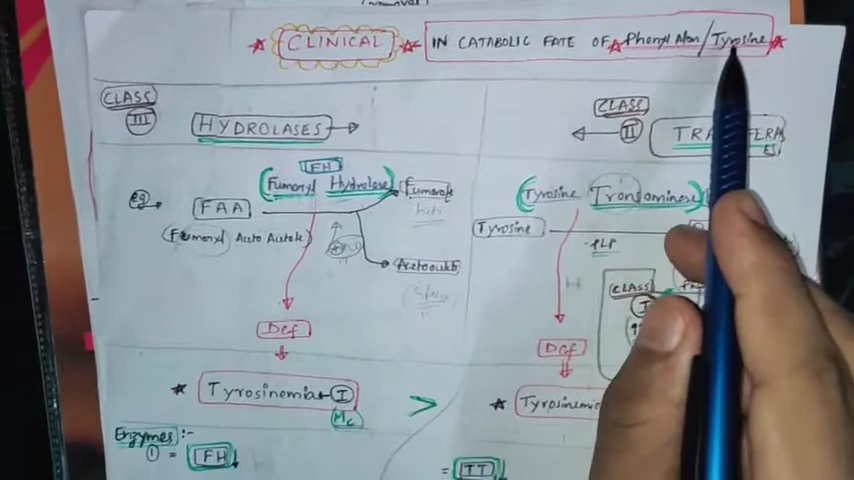 CLINICAL IN CATABOLIC FATE OF Phenyl Alan/Tyrosine
CLASS III
HYDROLASES
CLASS II
FH
Fumaryl Hydrolase
eg
FAA
Fumarate
Fumaryl Aceto Acetate
Acetoacetate
Tyrosine Transaminase
Tyrosine
-PLP
CLASS
I
Def
Def
Tyrosinemia-I
Mc
>
Tyrosinemia
Enzymes:-
① = FH↓
= TT↓